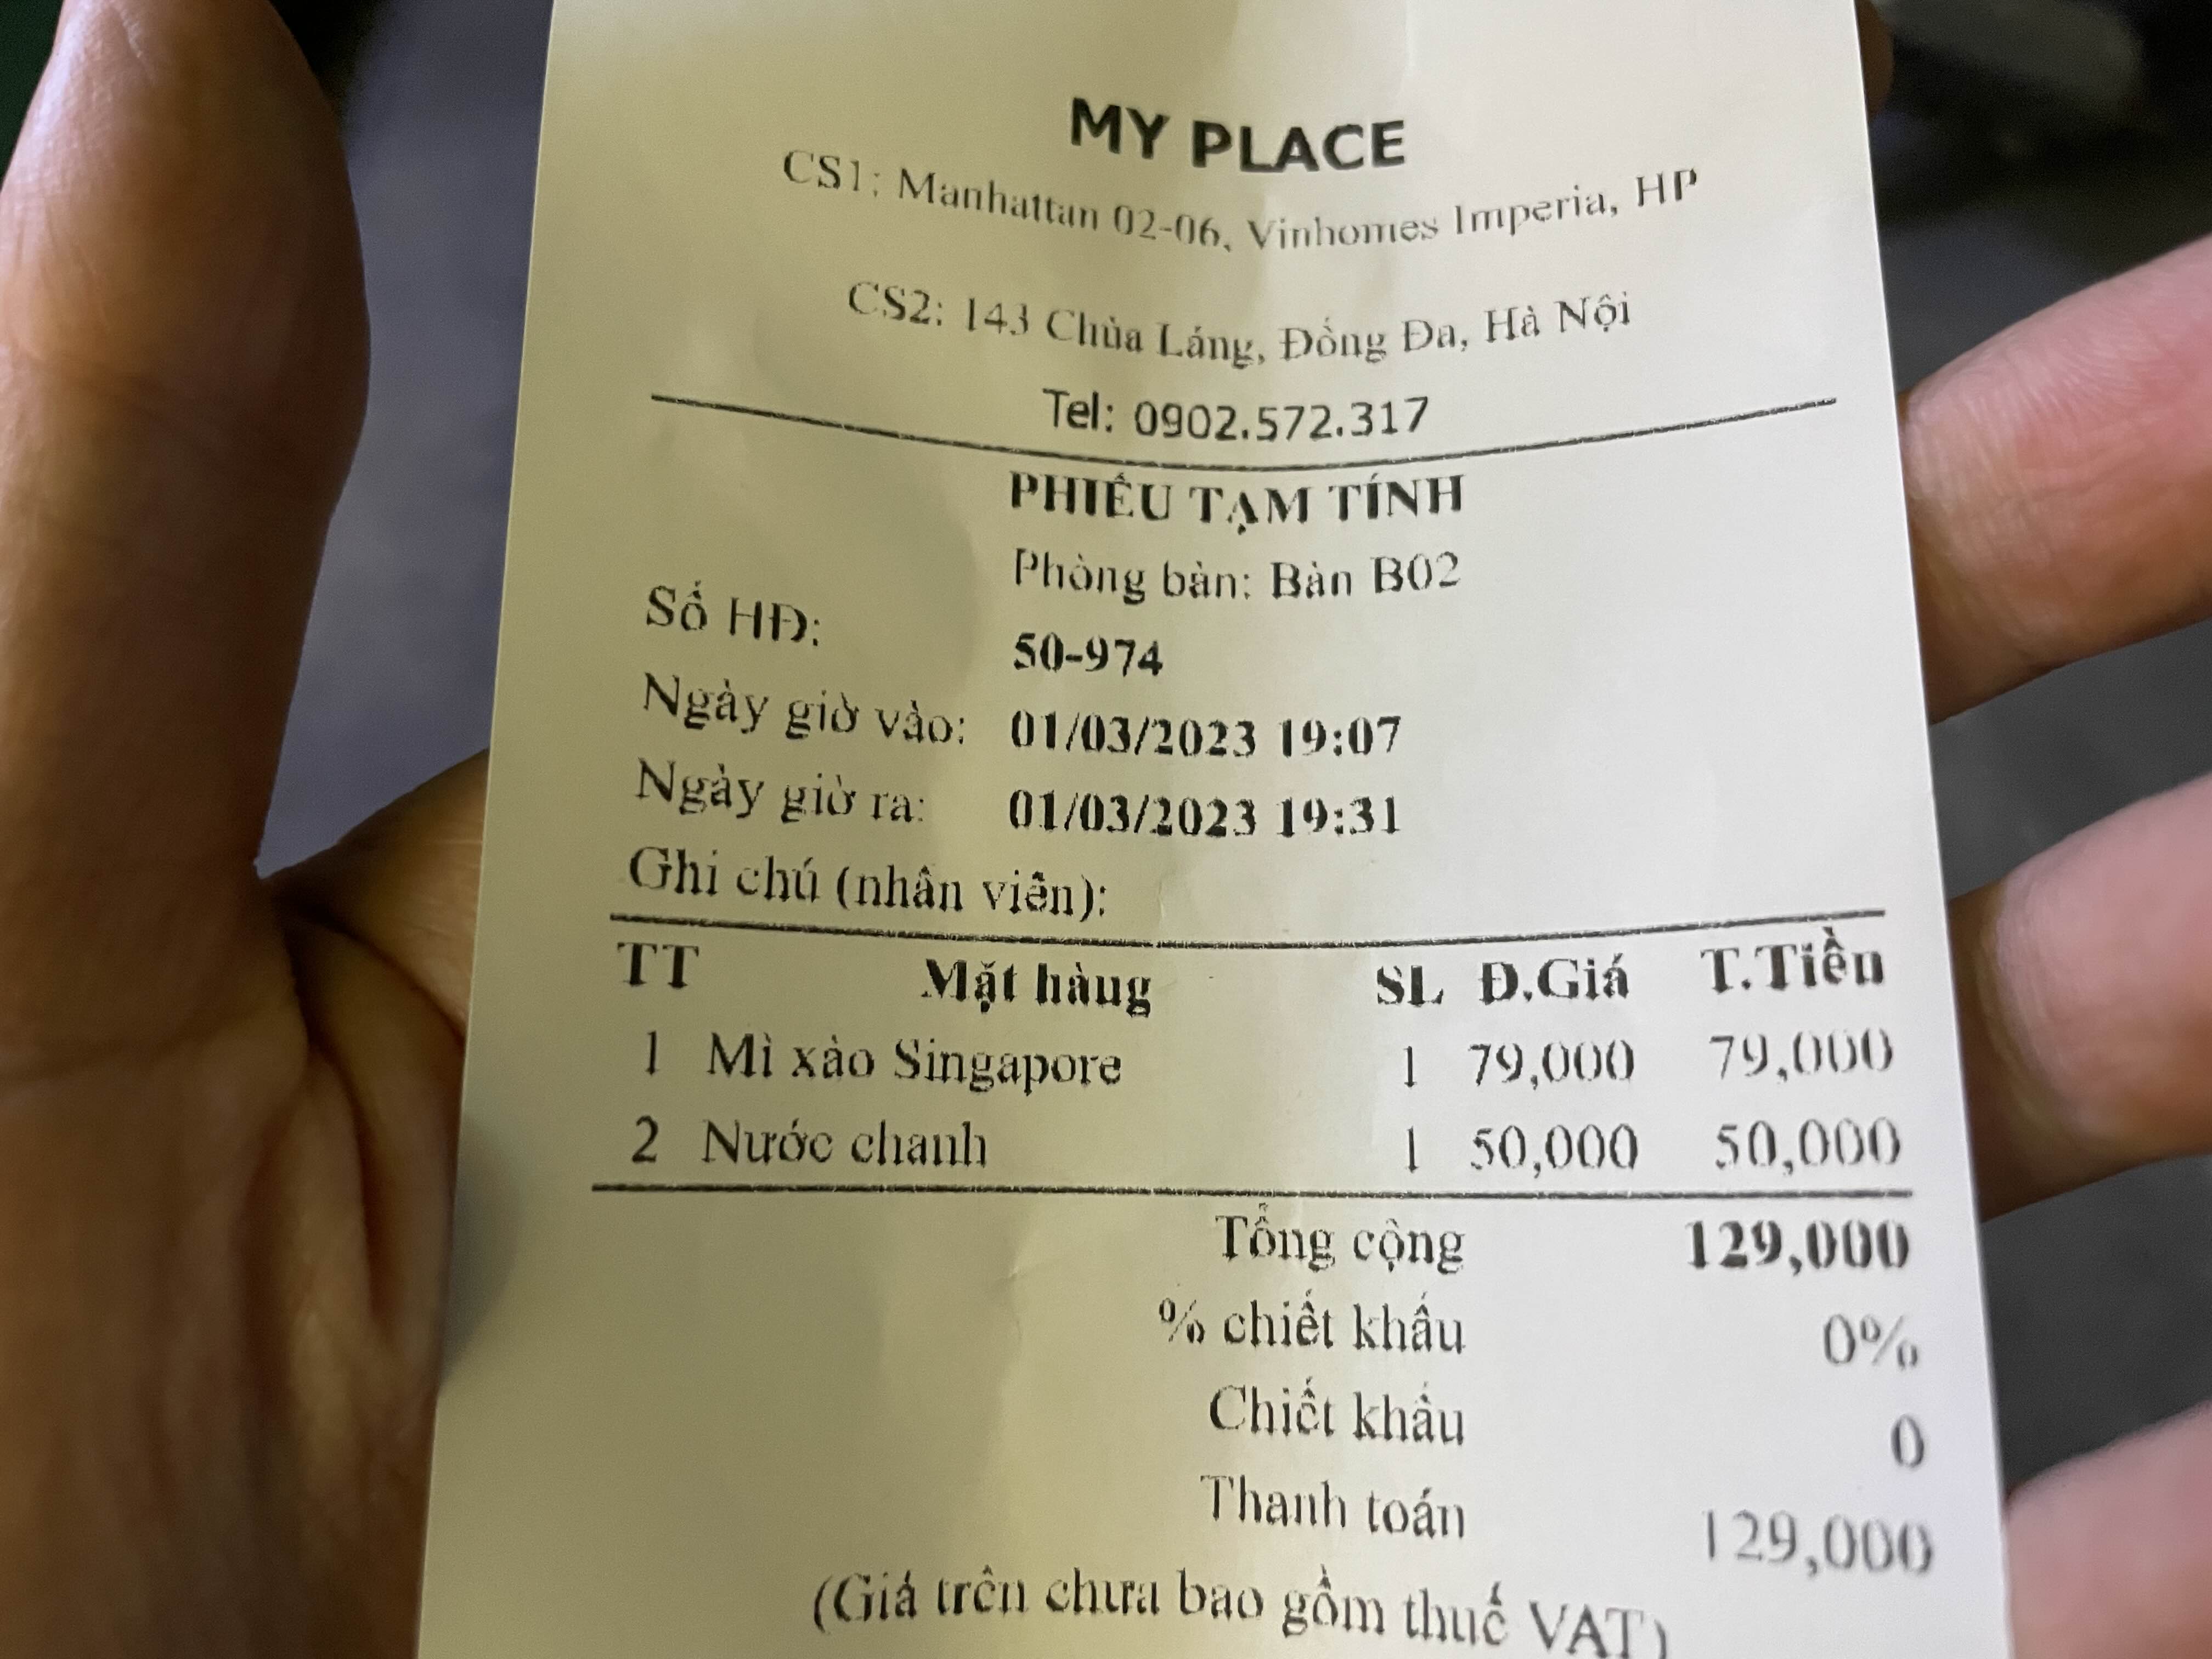 MY PLACE
CS1: Manhattan 02-06, Vinhomes Imperia, HP
CS2: 143 Chùa Láng, Đống Đa, Hà Nội
Tel: 0902.572.317
PHIẾU TẠM TÍNH
Phòng bàn: Bàn B02
Số HĐ: 50-974
Ngày giờ vào: 01/03/2023 19:07
Ngày giờ ra: 01/03/2023 19:31
Ghi chú (nhân viên):
TT Mặt hàng SL Đ.Giá T.Tiền
1 Mì xào Singapore 1 79,000 79,000
2 Nước chanh 1 50,000 50,000
Tổng cộng 129,000
% chiết khấu 0%
Chiết khấu 0
Thanh toán 129,000
(Giá trên chưa bao gồm thuế VAT)